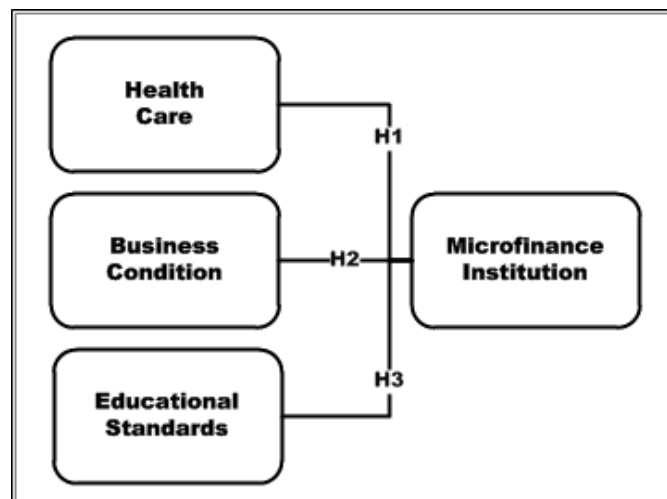 Health
Care
H1
Business
Condition
H2
Microfinance
Institution
H3
Educational
Standards